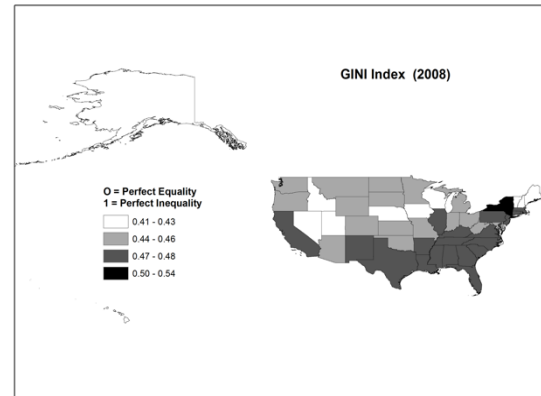 GINI Index (2008)
O = Perfect Equality
1 = Perfect Inequality
0.41 - 0.43
0.44 - 0.46
0.47 - 0.48
0.50 - 0.54